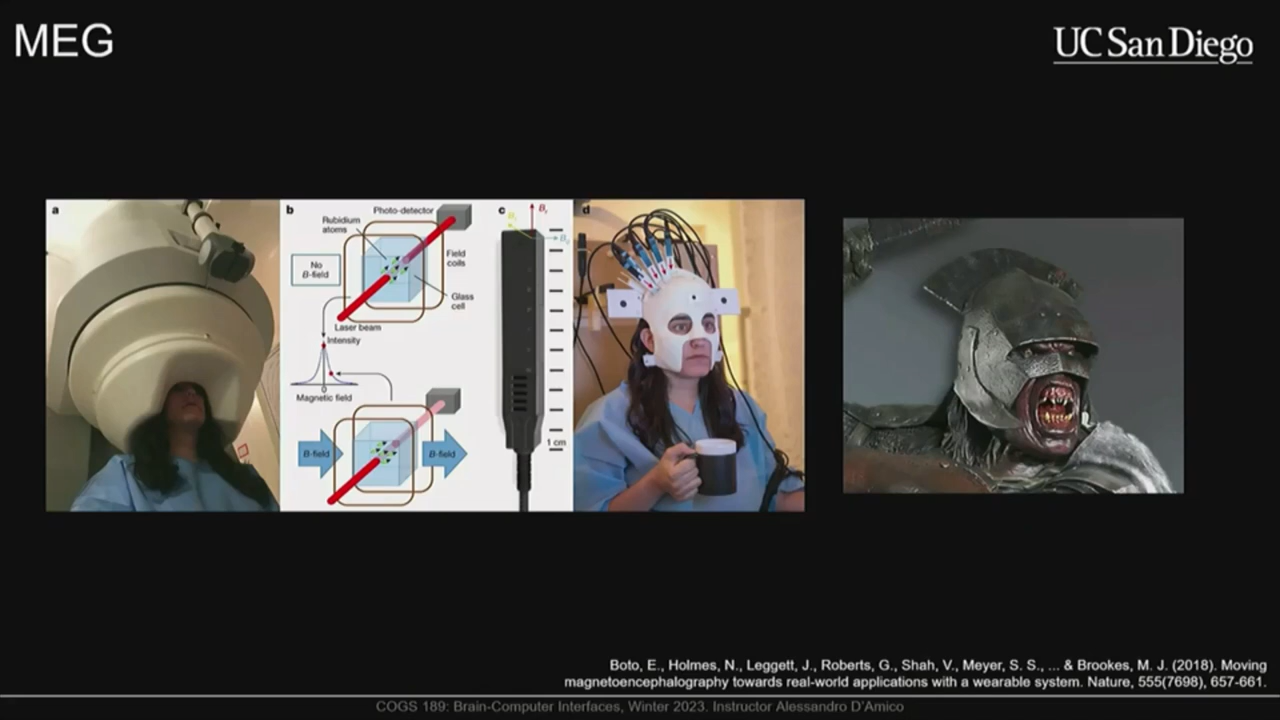 MEG
UC San Diego
a
b
Photo-detector
Rubidium
atoms
No
B-field
Field
coils
Glass
cell
Laser beam
Intensity
0
Magnetic field
B-field
B-field
c
1 cm
d
Boto, E., Holmes, N., Leggett, J., Roberts, G., Shah, V., Meyer, S. S., ... & Brookes, M. J. (2018). Moving
magnetoencephalography towards real-world applications with a wearable system. Nature, 555(7698), 657-661.
COGS 189: Brain-Computer Interfaces, Winter 2023. Instructor Alessandro D'Amico